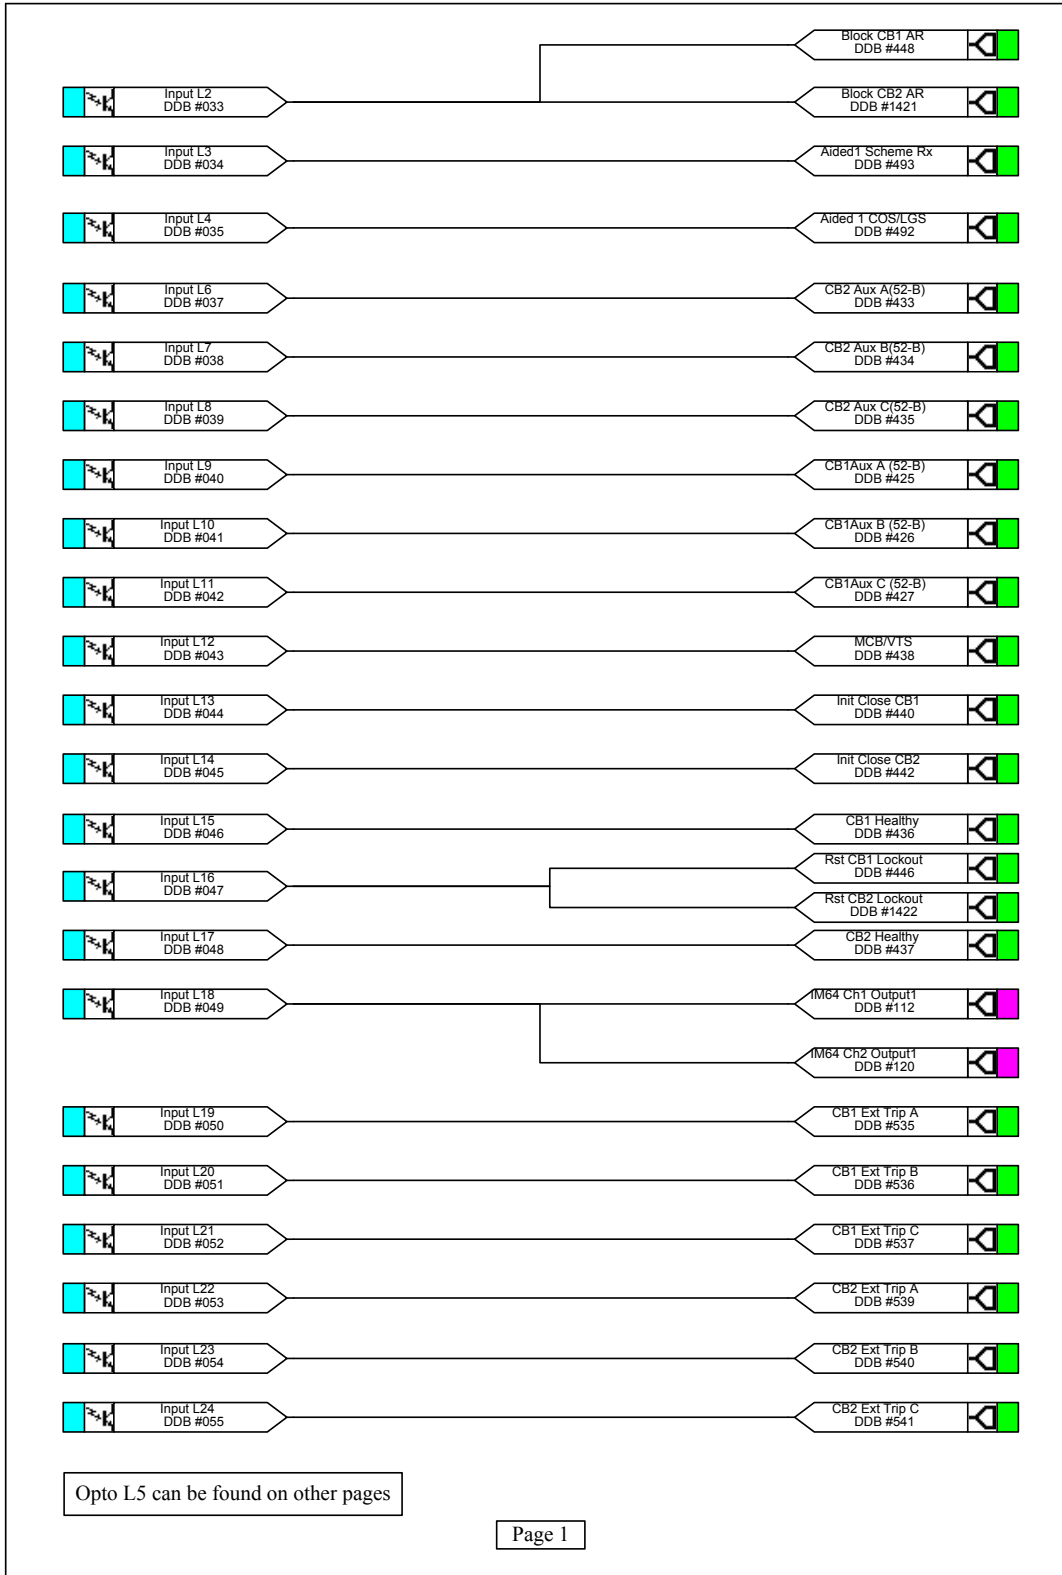 Block CB1 AR
DDB #448
Input L2
DDB #033
Block CB2 AR
DDB #1421
Input L3
DDB #034
Aided1 Scheme Rx
DDB #493
Input L4
DDB #035
Aided 1 COS/LGS
DDB #492
Input L6
DDB #037
CB2 Aux A(52-B)
DDB #433
Input L7
DDB #038
CB2 Aux B(52-B)
DDB #434
Input L8
DDB #039
CB2 Aux C(52-B)
DDB #435
Input L9
DDB #040
CB1Aux A (52-B)
DDB #425
Input L10
DDB #041
CB1Aux B (52-B)
DDB #426
Input L11
DDB #042
CB1Aux C (52-B)
DDB #427
Input L12
DDB #043
MCB/VTS
DDB #438
Input L13
DDB #044
Init Close CB1
DDB #440
Input L14
DDB #045
Init Close CB2
DDB #442
Input L15
DDB #046
CB1 Healthy
DDB #436
Input L16
DDB #047
Rst CB1 Lockout
DDB #446
Rst CB2 Lockout
DDB #1422
Input L17
DDB #048
CB2 Healthy
DDB #437
Input L18
DDB #049
IM64 Ch1 Output1
DDB #112
IM64 Ch2 Output1
DDB #120
Input L19
DDB #050
CB1 Ext Trip A
DDB #535
Input L20
DDB #051
CB1 Ext Trip B
DDB #536
Input L21
DDB #052
CB1 Ext Trip C
DDB #537
Input L22
DDB #053
CB2 Ext Trip A
DDB #539
Input L23
DDB #054
CB2 Ext Trip B
DDB #540
Input L24
DDB #055
CB2 Ext Trip C
DDB #541
Opto L5 can be found on other pages
Page 1